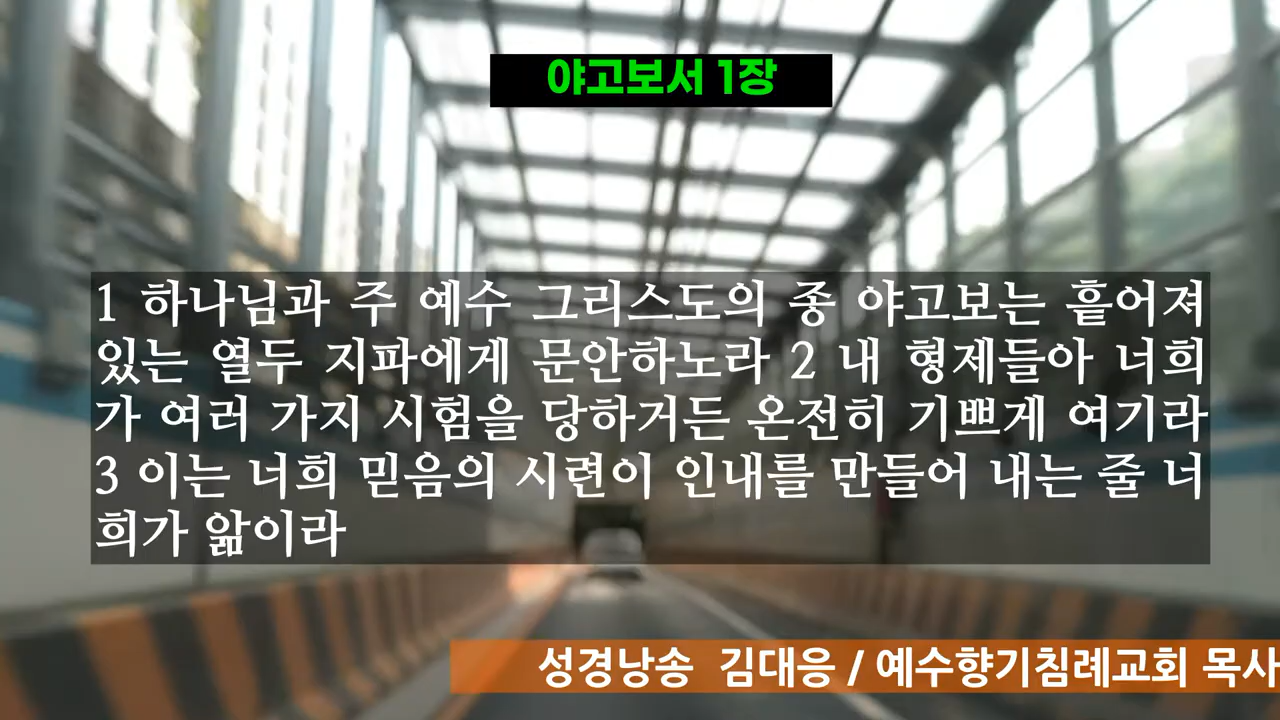 야고보서 1장
1 하나님과 주 예수 그리스도의 종 야고보는 흩어져
있는 열두 지파에게 문안하노라 2 내 형제들아 너희
가 여러 가지 시험을 당하거든 온전히 기쁘게 여기라
3 이는 너희 믿음의 시련이 인내를 만들어 내는 줄 너
희가 앎이라
성경낭송 김대응 / 예수향기침례교회 목사